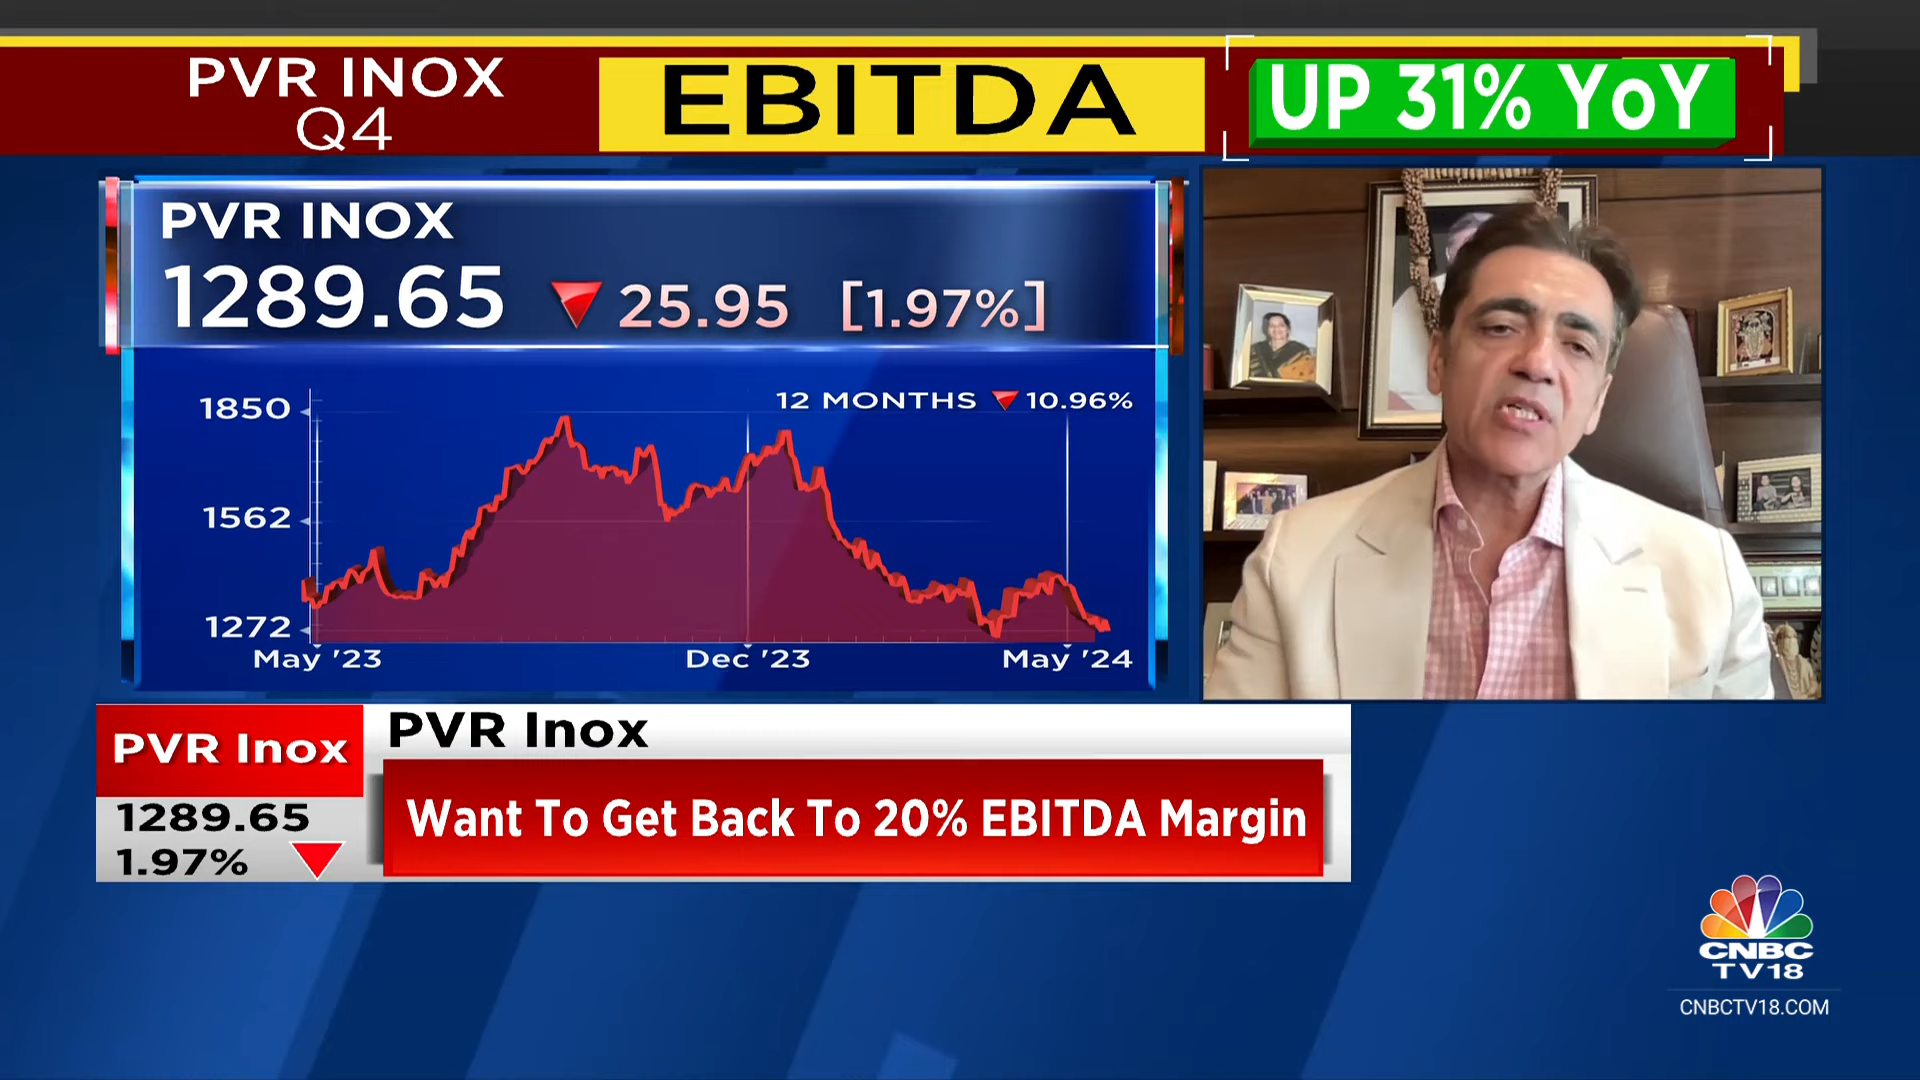 PVR INOX
Q4
EBITDA
UP 31% YoY
PVR INOX
1289.65 25.95 [1.97%]
12 MONTHS 10.96%
1850
1562
1272
May '23 Dec '23 May '24
PVR Inox
1289.65
1.97%
PVR Inox
Want To Get Back To 20% EBITDA Margin
CNBC
TV18
CNBCTV18.COM